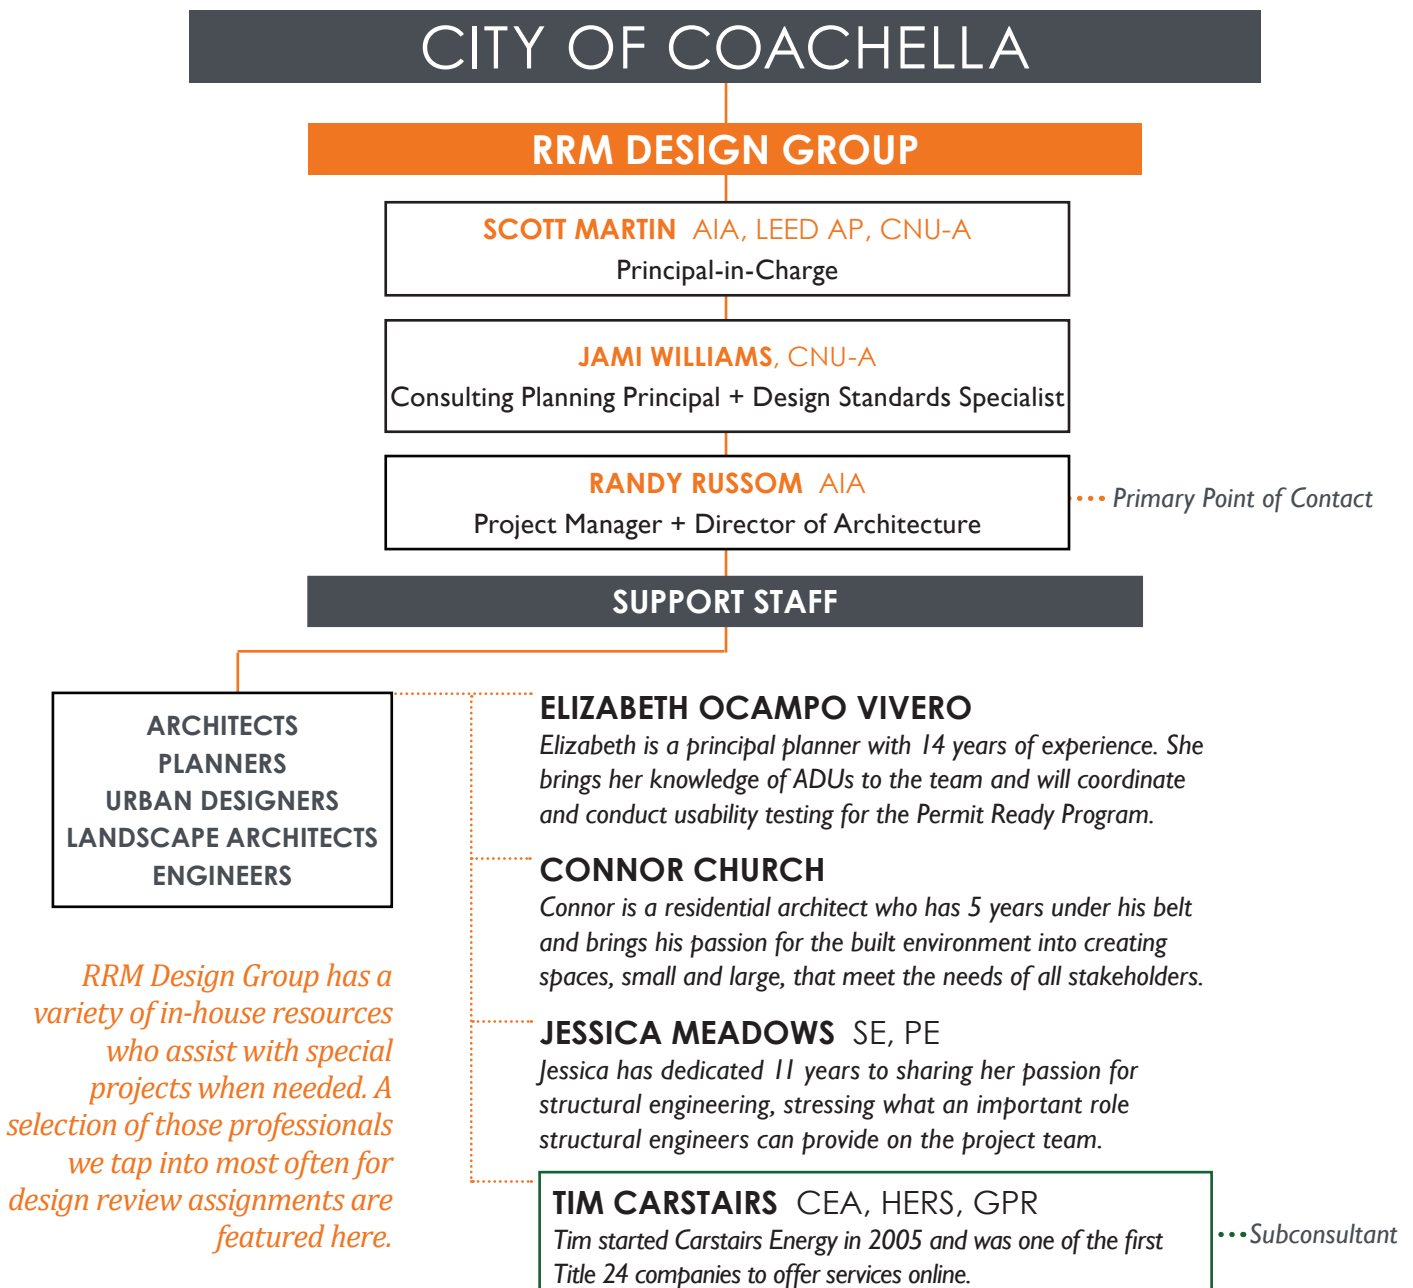 CITY OF COACHELLA
RRM DESIGN GROUP
SCOTT MARTIN AIA, LEED AP, CNU-A
Principal-in-Charge
JAMI WILLIAMS, CNU-A
Consulting Planning Principal + Design Standards Specialist
RANDY RUSSOM AIA
Project Manager + Director of Architecture
Primary Point of Contact
SUPPORT STAFF
ARCHITECTS
PLANNERS
URBAN DESIGNERS
LANDSCAPE ARCHITECTS
ENGINEERS
RRM Design Group has a
variety of in-house resources
who assist with special
projects when needed. A
selection of those professionals
we tap into most often for
design review assignments are
featured here.
ELIZABETH OCAMPO VIVERO
Elizabeth is a principal planner with 14 years of experience. She
brings her knowledge of ADUs to the team and will coordinate
and conduct usability testing for the Permit Ready Program.
CONNOR CHURCH
Connor is a residential architect who has 5 years under his belt
and brings his passion for the built environment into creating
spaces, small and large, that meet the needs of all stakeholders.
JESSICA MEADOWS SE, PE
Jessica has dedicated 11 years to sharing her passion for
structural engineering, stressing what an important role
structural engineers can provide on the project team.
TIM CARSTAIRS CEA, HERS, GPR
Tim started Carstairs Energy in 2005 and was one of the first
Title 24 companies to offer services online.
Subconsultant